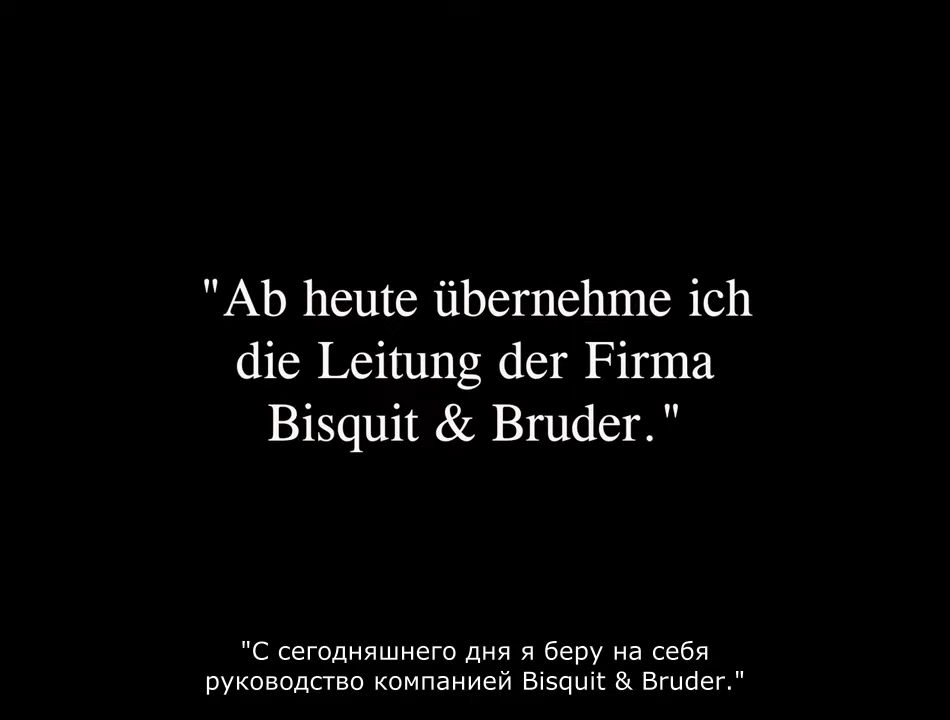 "Ab heute übernehme ich
die Leitung der Firma
Bisquit & Bruder."
"С сегодняшнего дня я беру на себя
руководство компанией Bisquit & Bruder."